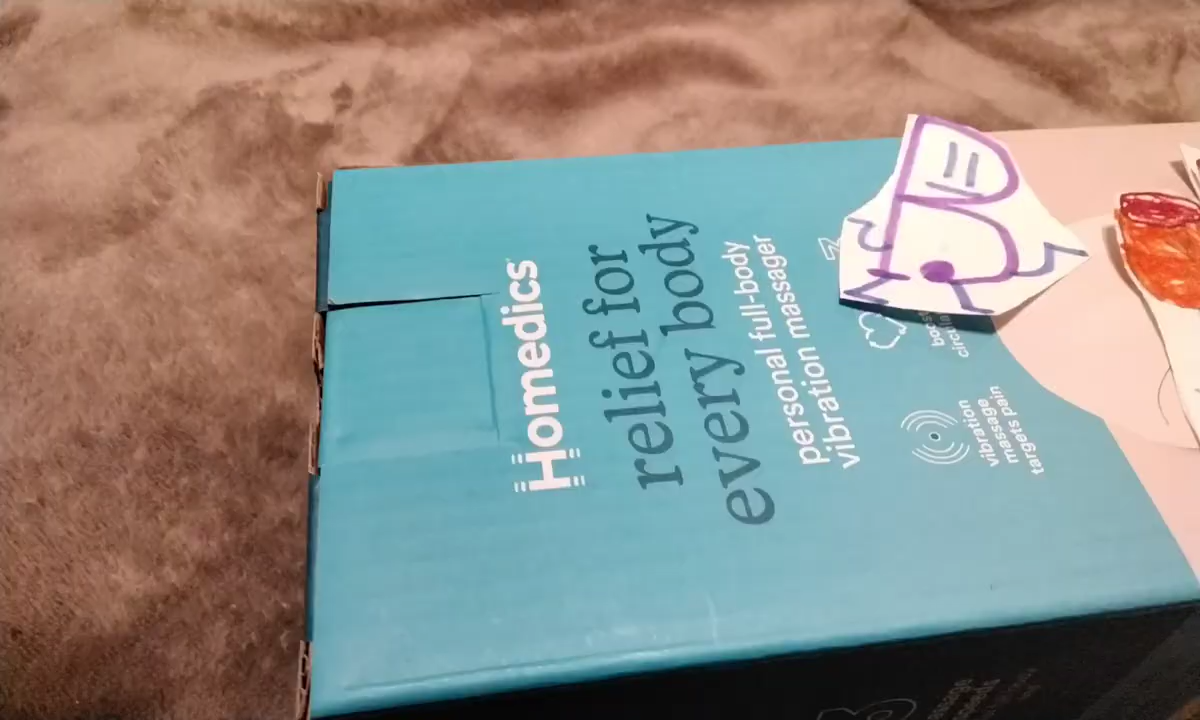 Homedics
relief for
every body
personal full-body
vibration massager
vibration
massage
targets pain